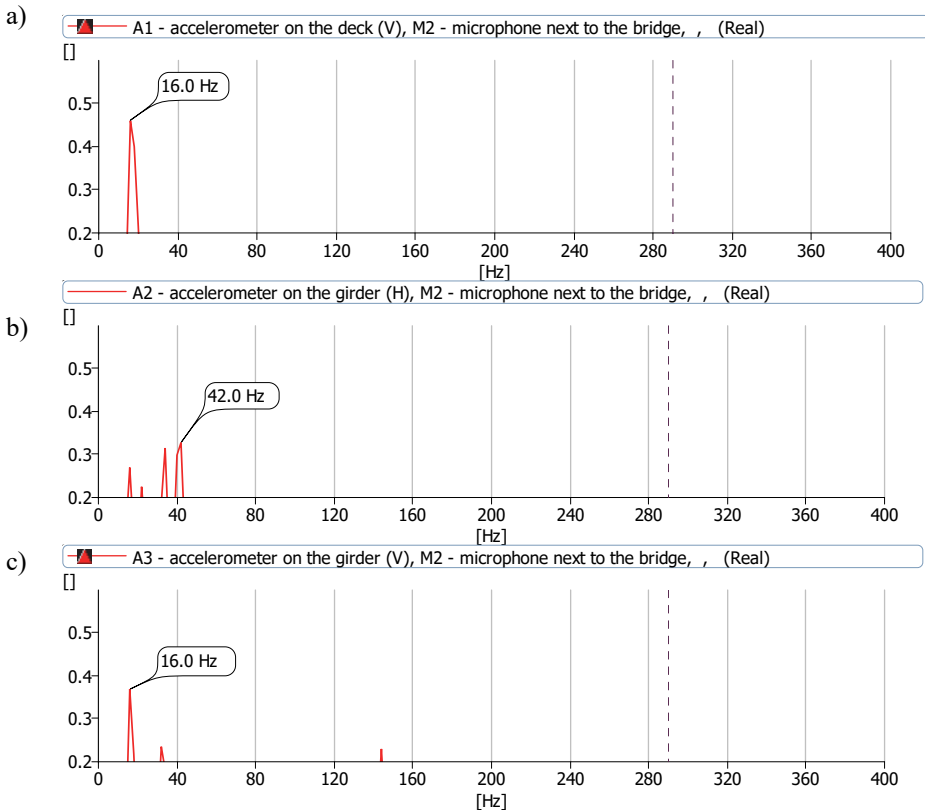 a)
A1 - accelerometer on the deck (V), M2 - microphone next to the bridge, , (Real)
[]
16.0 Hz
0.5
0.4
0.3
0.2
0 40 80 120 160 200 240 280 320 360 400
[Hz]
A2 - accelerometer on the girder (H), M2 - microphone next to the bridge, , (Real)
b)
[]
0.5
42.0 Hz
0.4
0.3
0.2
0 40 80 120 160 200 240 280 320 360 400
[Hz]
c)
A3 - accelerometer on the girder (V), M2 - microphone next to the bridge, , (Real)
[]
0.5
16.0 Hz
0.4
0.3
0.2
0 40 80 120 160 200 240 280 320 360 400
[Hz]